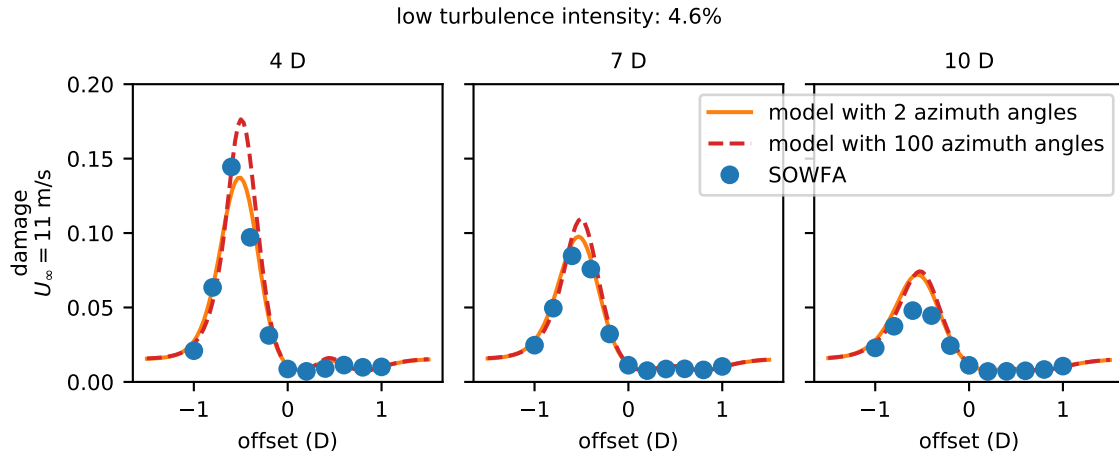 low turbulence intensity: 4.6%
4 D
7 D
10 D
0.20
0.15
0.10
0.05
0.00
damage
U∞ = 11 m/s
model with 2 azimuth angles
model with 100 azimuth angles
SOWFA
−1 0 1
−1 0 1
−1 0 1
offset (D)
offset (D)
offset (D)